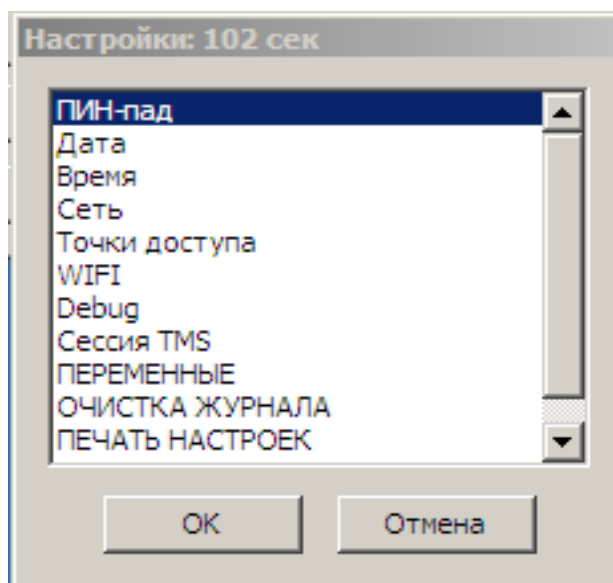 Настройки: 102 сек
ПИН-пад
Дата
Время
Сеть
Точки доступа
WIFI
Debug
Сессия TMS
ПЕРЕМЕННЫЕ
ОЧИСТКА ЖУРНАЛА
ПЕЧАТЬ НАСТРОЕК
OK Отмена